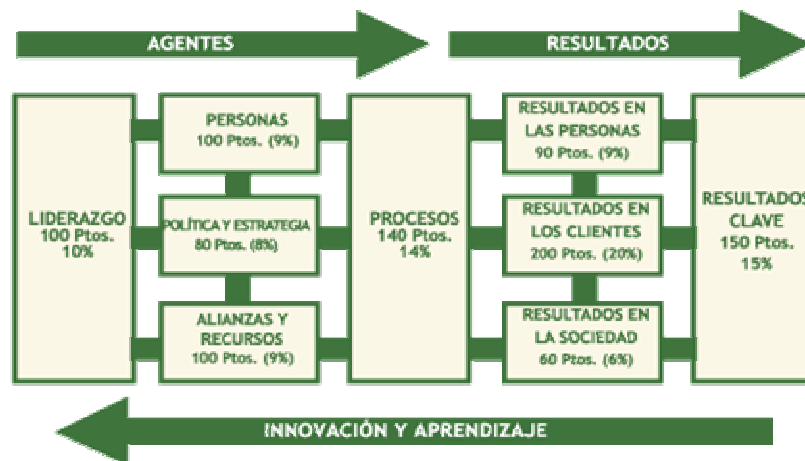 AGENTES
RESULTADOS
LIDERAZGO
100 Ptos.
10%
PERSONAS
100 Ptos. (9%)
POLÍTICA Y ESTRATEGIA
80 Ptos. (8%)
ALIANZAS Y
RECURSOS
100 Ptos. (9%)
PROCESOS
140 Ptos.
14%
RESULTADOS EN
LAS PERSONAS
90 Ptos. (9%)
RESULTADOS EN
LOS CLIENTES
200 Ptos. (20%)
RESULTADOS EN
LA SOCIEDAD
60 Ptos. (6%)
RESULTADOS
CLAVE
150 Ptos.
15%
INNOVACIÓN Y APRENDIZAJE